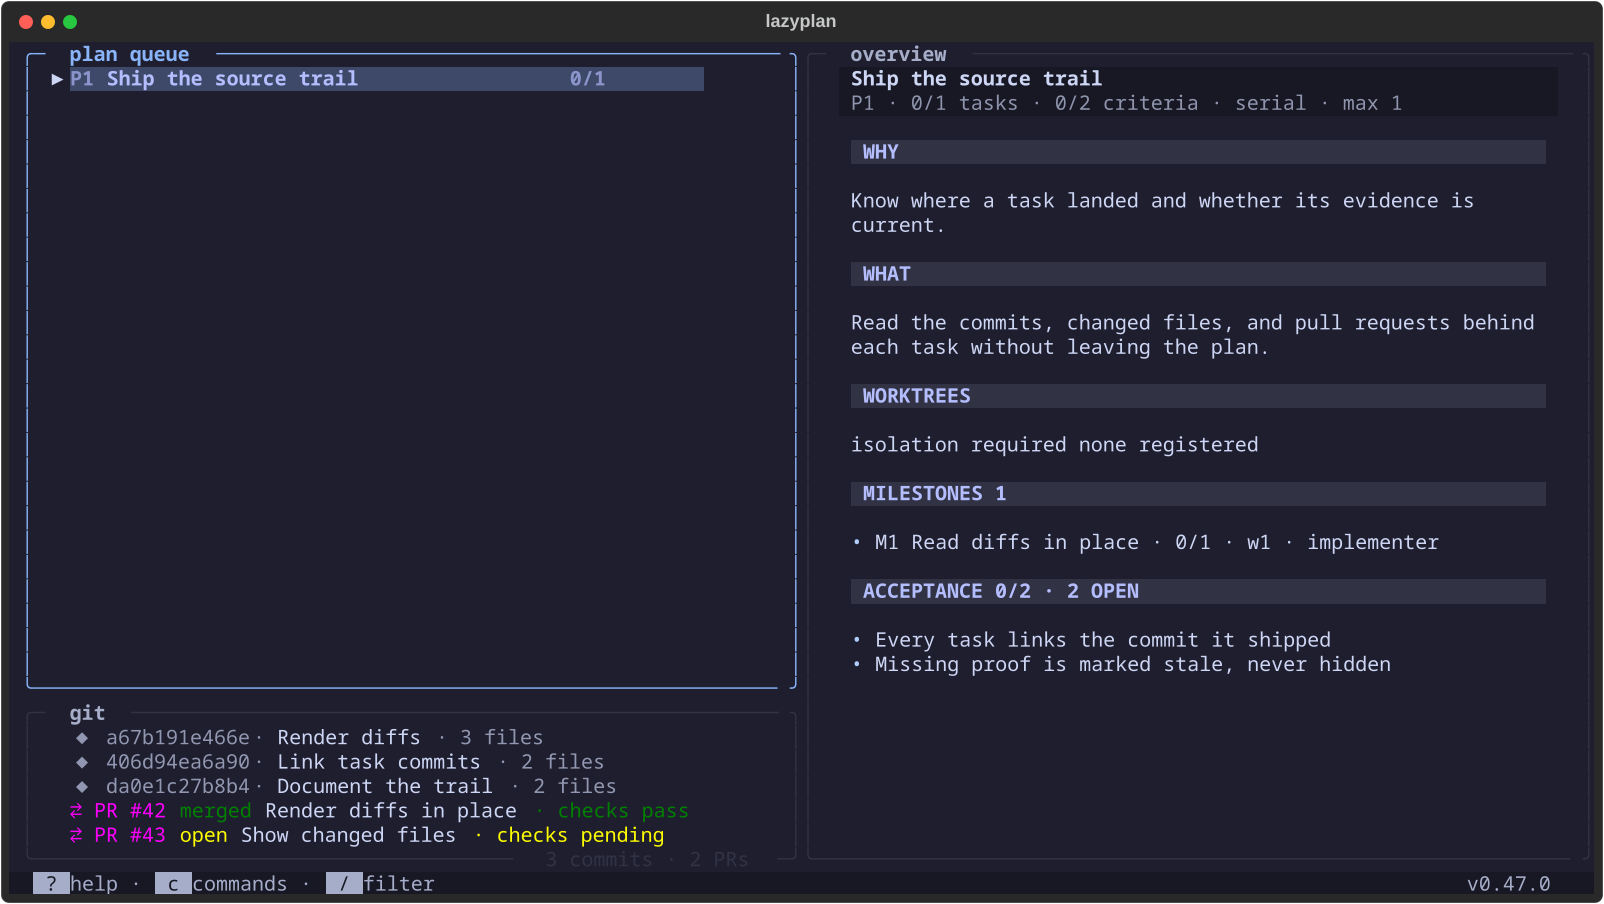 lazyplan
plan queue
▶ P1 Ship the source trail 0/1
git
◆ a67b191e466e · Render diffs · 3 files
◆ 406d94ea6a90 · Link task commits · 2 files
◆ da0e1c27b8b4 · Document the trail · 2 files
⇄ PR #42 merged Render diffs in place · checks pass
⇄ PR #43 open Show changed files · checks pending
3 commits · 2 PRs
overview
Ship the source trail
P1 · 0/1 tasks · 0/2 criteria · serial · max 1
WHY
Know where a task landed and whether its evidence is
current.
WHAT
Read the commits, changed files, and pull requests behind
each task without leaving the plan.
WORKTREES
isolation required none registered
MILESTONES 1
• M1 Read diffs in place · 0/1 · w1 · implementer
ACCEPTANCE 0/2 · 2 OPEN
• Every task links the commit it shipped
• Missing proof is marked stale, never hidden
? help · c commands · / filter
v0.47.0